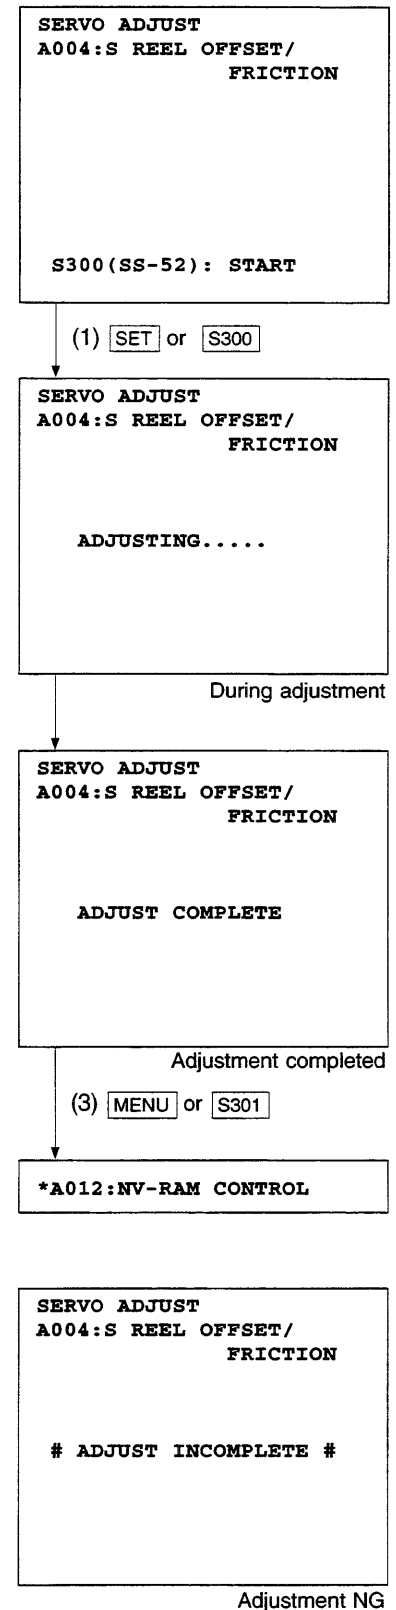 SERVO ADJUST
A004:S REEL OFFSET/
FRICTION
S300(SS-52): START
(1) SET or S300
SERVO ADJUST
A004:S REEL OFFSET/
FRICTION
ADJUSTING.....
During adjustment
SERVO ADJUST
A004:S REEL OFFSET/
FRICTION
ADJUST COMPLETE
Adjustment completed
(3) MENU or S301
*A012:NV-RAM CONTROL
SERVO ADJUST
A004:S REEL OFFSET/
FRICTION
# ADJUST INCOMPLETE #
Adjustment NG